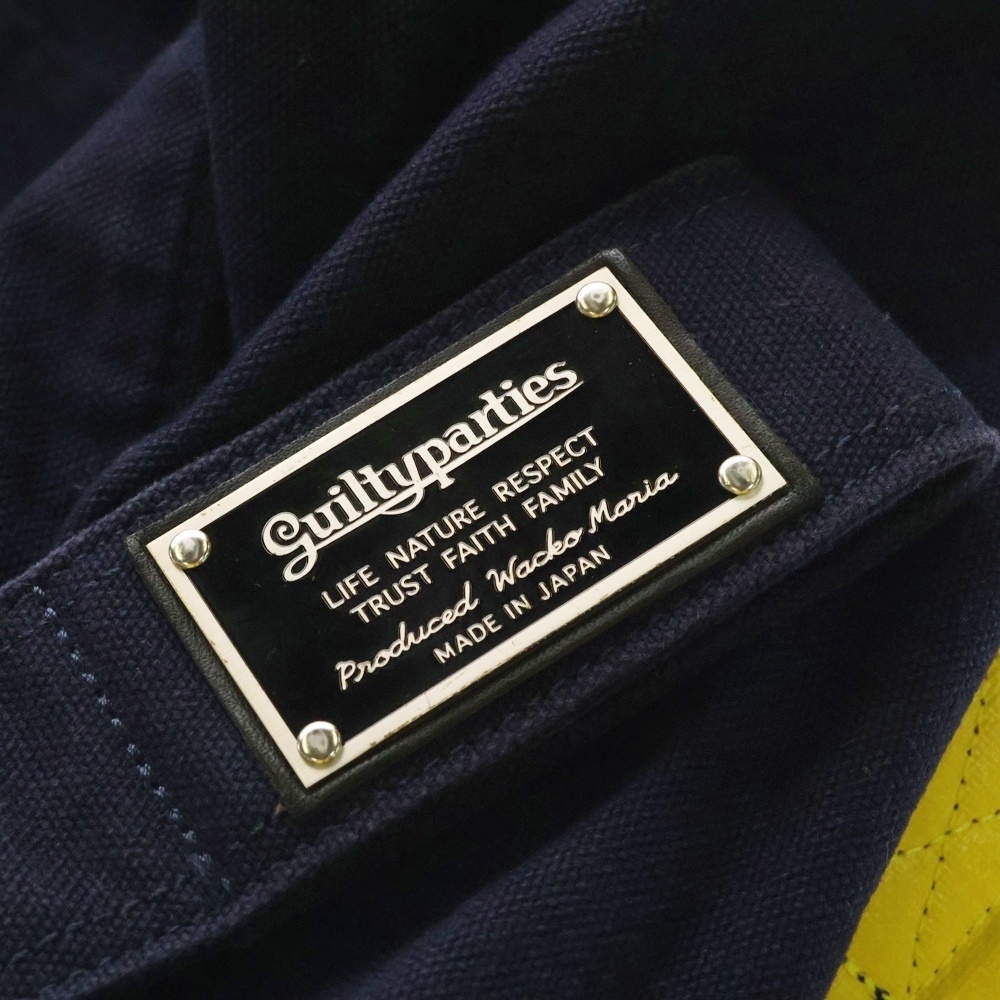 Guiltyparties
LIFE NATURE RESPECT
TRUST FAITH FAMILY
Produced Wacko Maria
MADE IN JAPAN